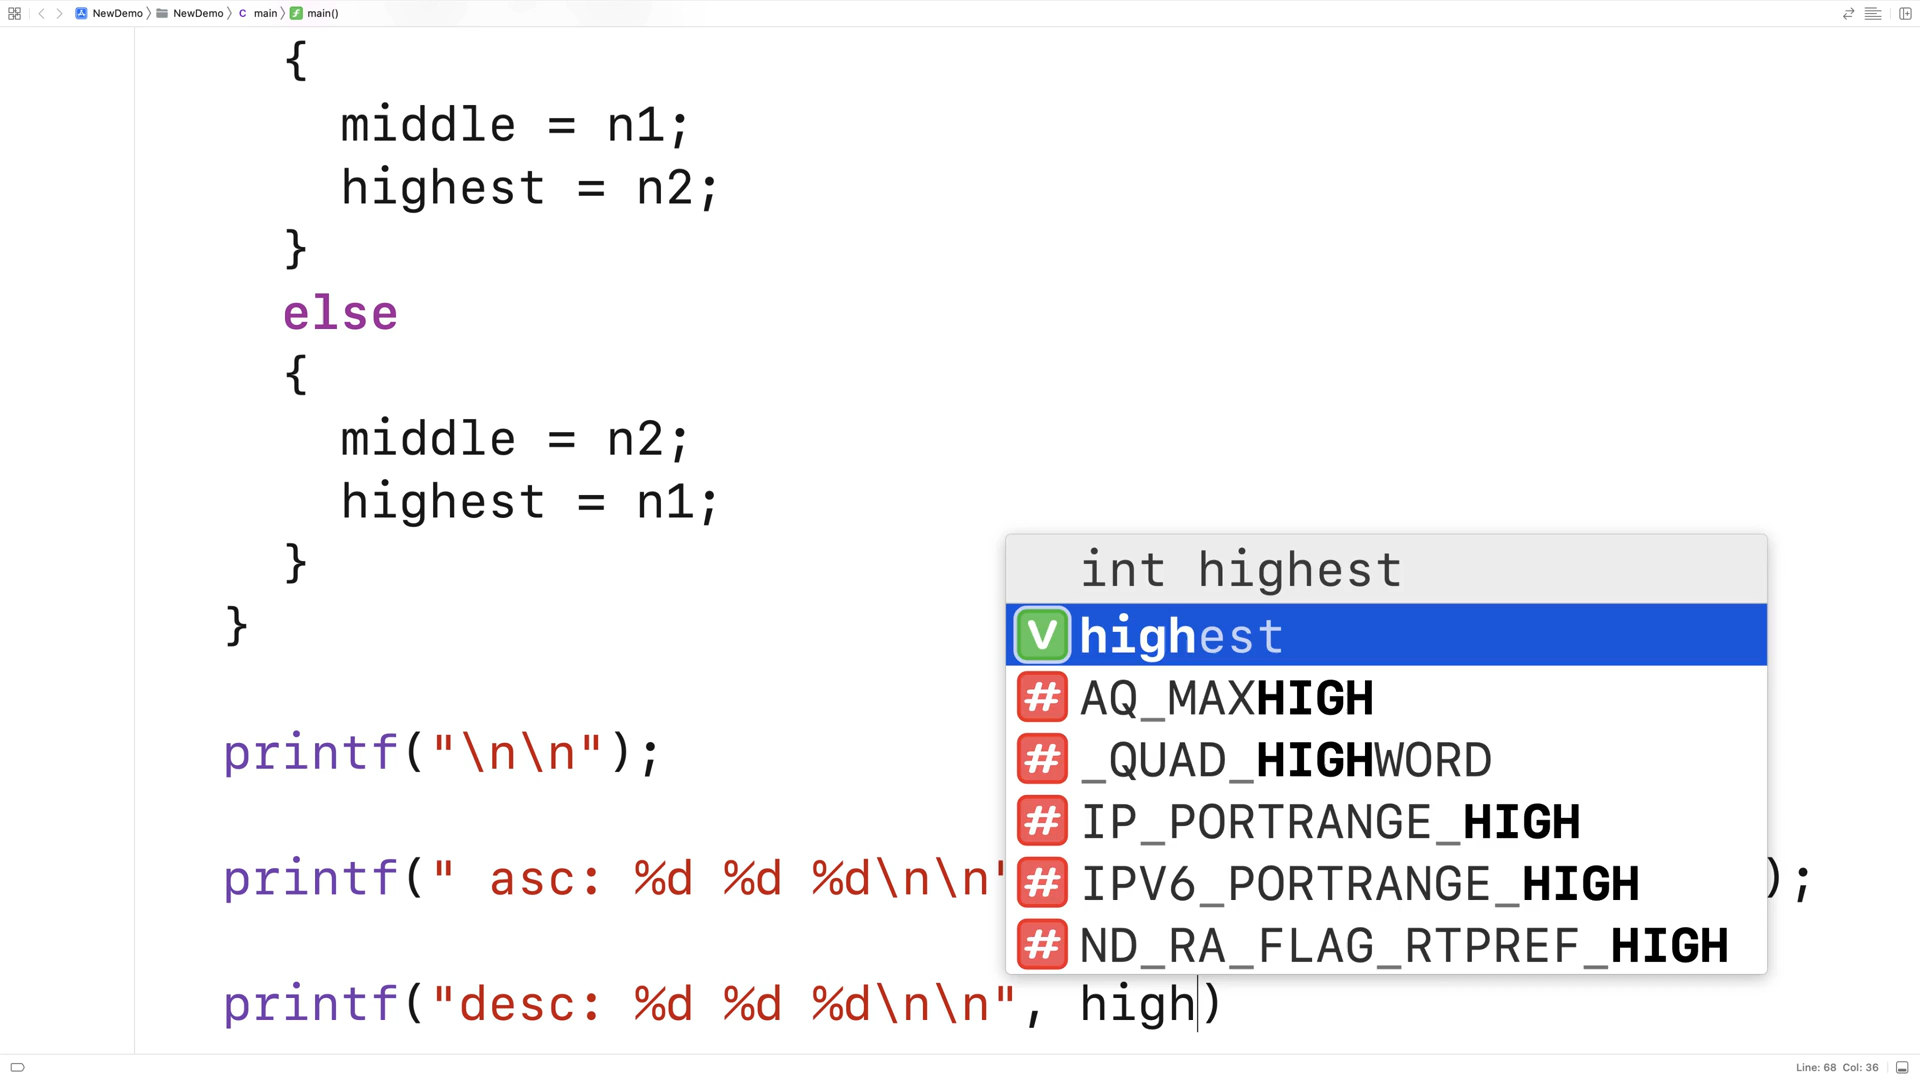 NewDemo 〉 NewDemo 〉 C main 〉 f main()
{
middle = n1;
highest = n2;
}
else
{
middle = n2;
highest = n1;
}
}
int highest
V highest
# AQ_MAXHIGH
# _QUAD_HIGHWORD
# IP_PORTRANGE_HIGH
# IPV6_PORTRANGE_HIGH
# ND_RA_FLAG_RTPREF_HIGH
printf("\n\n");
printf(" asc: %d %d %d\n\n" );
printf("desc: %d %d %d\n\n", high)
Line: 68 Col: 36